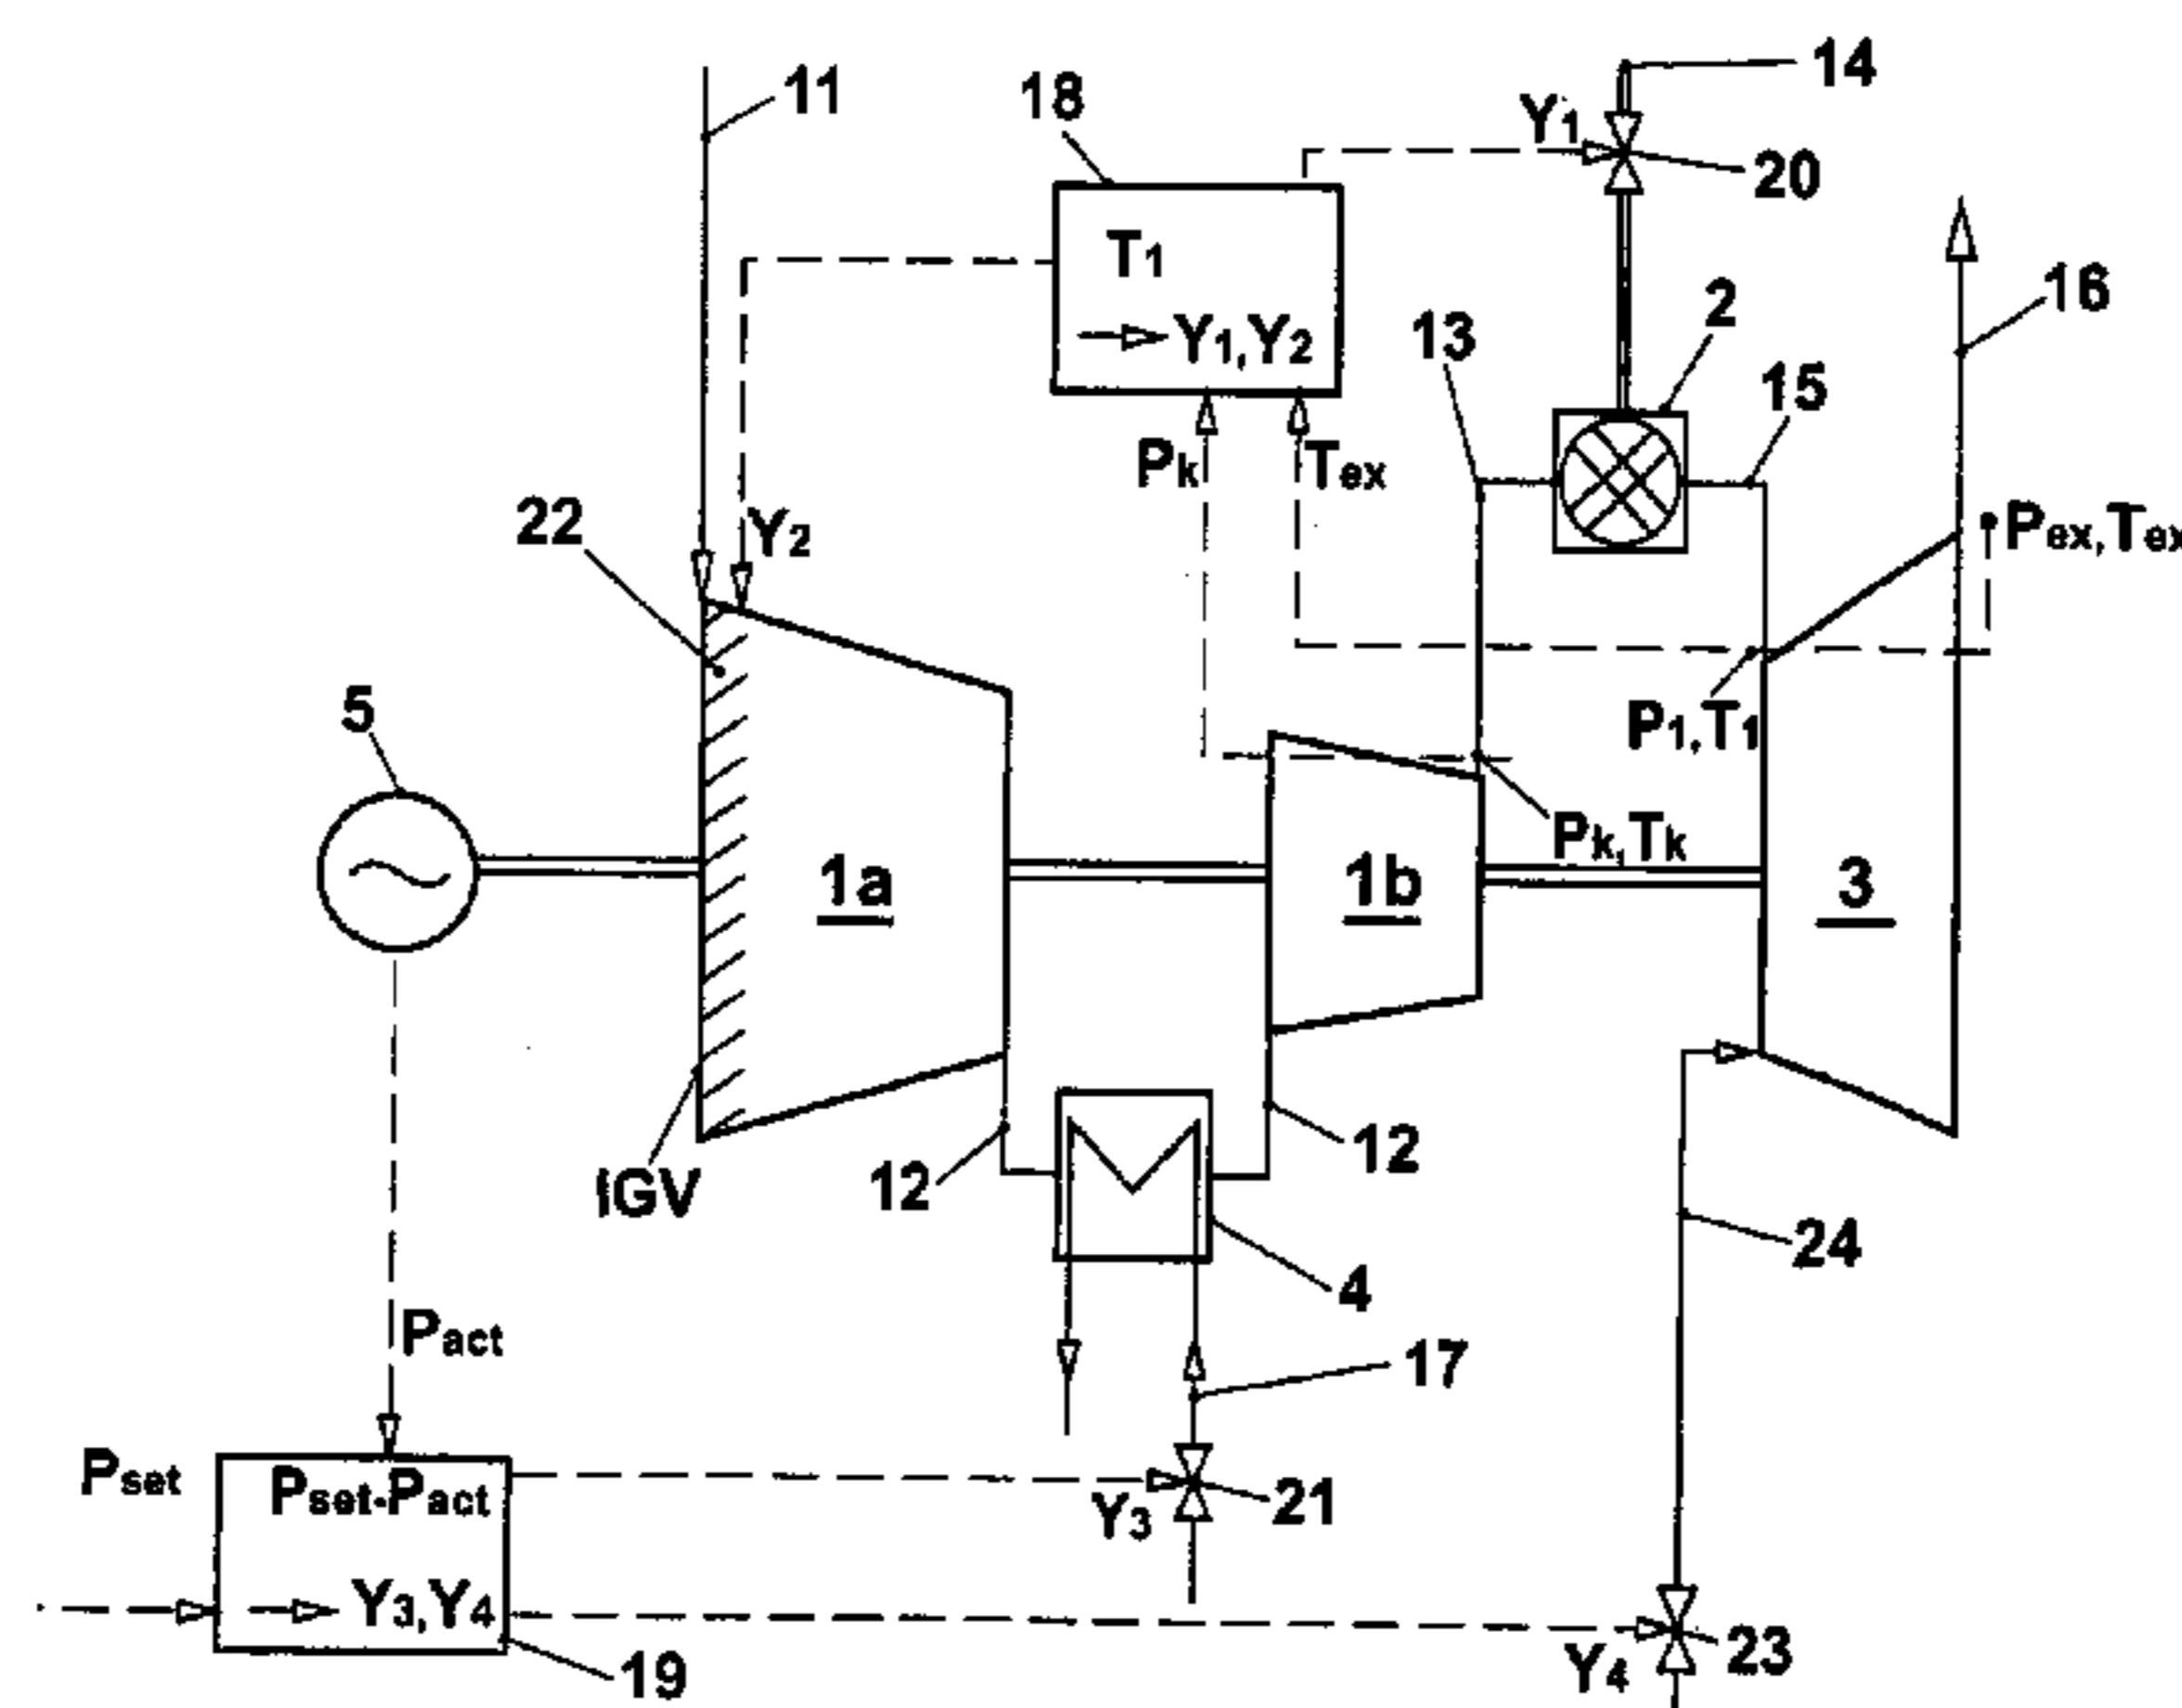 14
11
18
Y1
20
T1
16
2
Y1,Y2
13
15
Pk
Tex
22
Y2
Pex,Tex
5
P1,T1
Pk,Tk
1a
1b
3
12
12
IGV
24
4
Pact
17
Pset
Pset-Pact
21
Y3
Y3,Y4
23
19
Y4